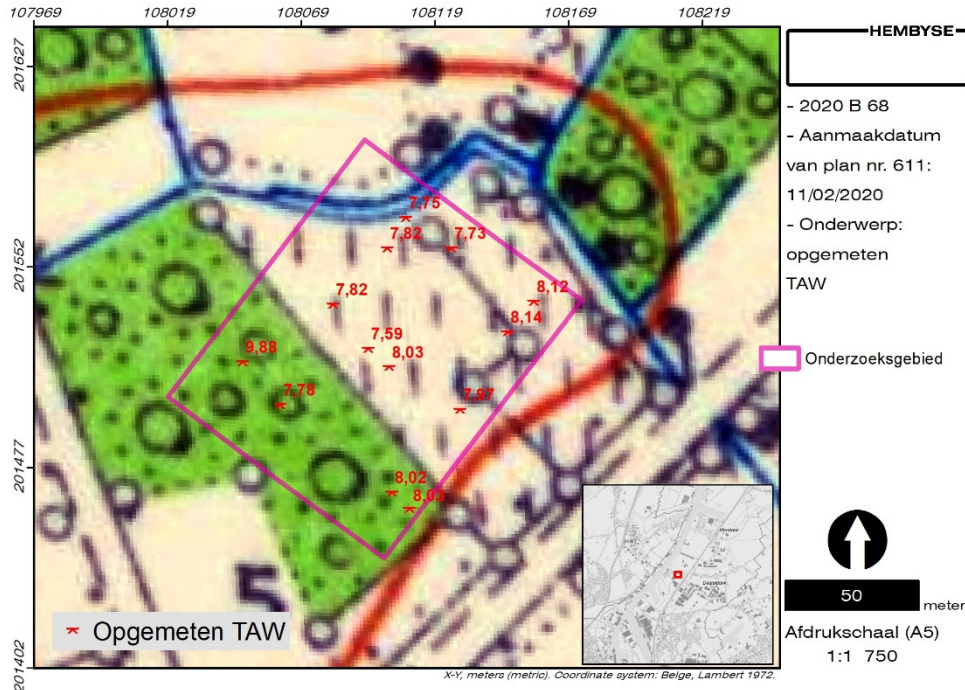 107969 108019 108069 108119 108169 108219
201627
201552
201477
201402
HEMBYSE
- 2020 B 68
- Aanmaakdatum
van plan nr. 611:
11/02/2020
- Onderwerp:
opgemeten
TAW
Onderzoeksgebied
7,75
7,82
7,73
7,82
8,12
8,14
7,59
8,03
9,88
7,78
7,97
8,02
5
Opgemeten TAW
50
meter
Afdrukschaal (A5)
1:1 750
X-Y, meters (metric). Coordinate system: Belge, Lambert 1972.